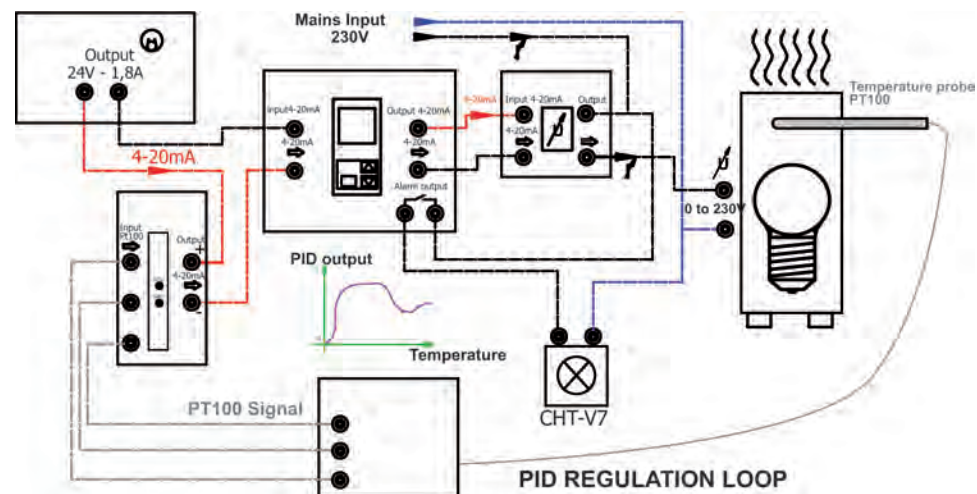 Mains Input
230V
Output
24V - 1,8A
Temperature probe
PT100
Input4-20mA
4-20mA
Output 4-20mA
4-20mA
4-20mA
Input 4-20mA
4-20mA
Output
4-20mA
Alarm output
0 to 230V
Input
Pt100
Output
+
4-20mA
-
PID output
Temperature
PT100 Signal
CHT-V7
PID REGULATION LOOP